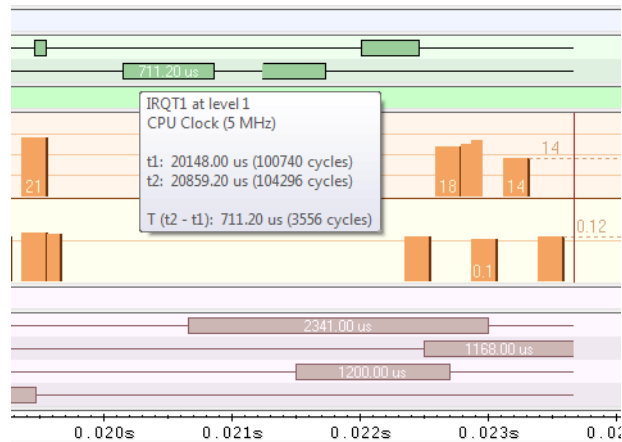 711.20 us
IRQT1 at level 1
CPU Clock (5 MHz)
t1: 20148.00 us (100740 cycles)
t2: 20859.20 us (104296 cycles)
T (t2 - t1): 711.20 us (3556 cycles)
21
18
14
14
0.12
0.1
2341.00 us
1168.00 us
1200.00 us
0.020s
0.021s
0.022s
0.023s